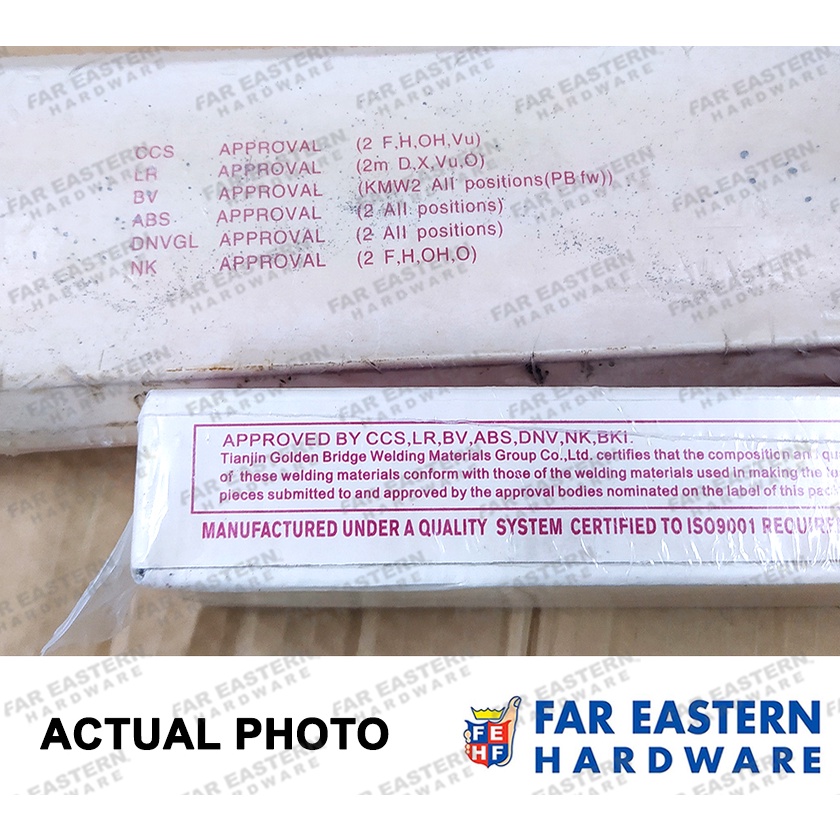 CCS APPROVAL (2 F,H,OH,Vu)
LR APPROVAL (2m D.X,Vu,O)
BV APPROVAL (KMW2 All positions(PB fw))
ABS APPROVAL (2 All positions)
DNVGL APPROVAL (2 All positions)
NK APPROVAL (2 F,H,OH,O)
APPROVED BY CCS,LR,BV,ABS,DNV,NK,BKI.
Tianjin Golden Bridge Welding Materials Group Co.,Ltd. certifies that the composition and
of these welding materials conform with those of the welding materials used in making the
pieces submitted to and approved by the approval bodies nominated on the label of this
MANUFACTURED UNDER A QUALITY SYSTEM CERTIFIED TO ISO9001
ACTUAL PHOTO
FEHF
FAR EASTERN
HARDWARE